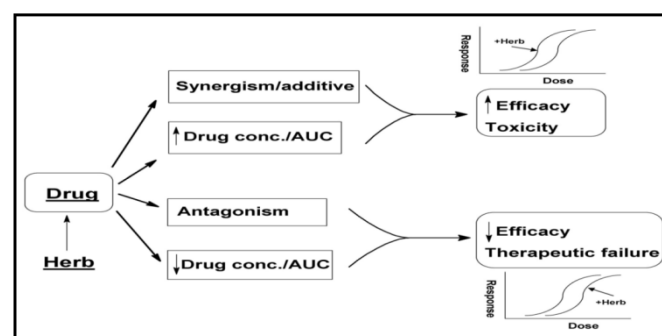 Response
+Herb
Dose
Synergism/additive
↑ Efficacy
Toxicity
↑ Drug conc./AUC
Drug
Antagonism
↓ Efficacy
Therapeutic failure
Herb
↓ Drug conc./AUC
Response
+Herb
Dose